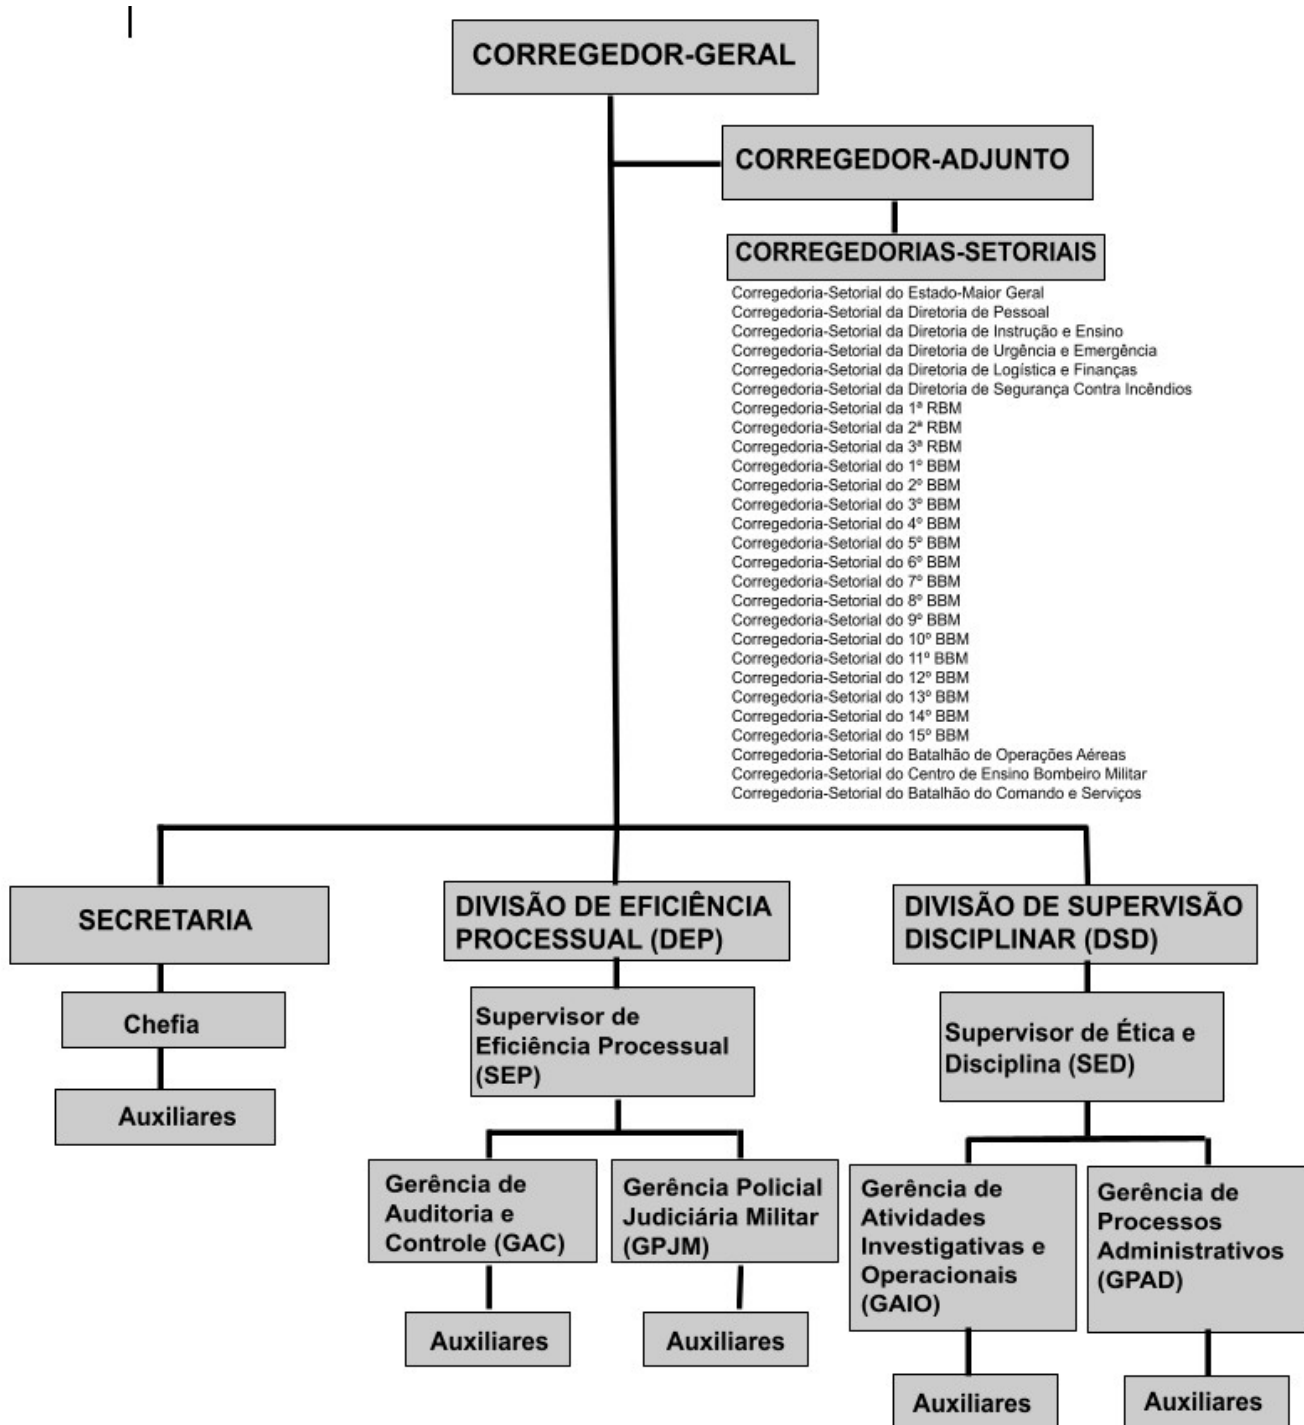 CORREGEDOR-GERAL
CORREGEDOR-ADJUNTO
CORREGEDORIAS-SETORIAIS
Corregedoria-Setorial do Estado-Maior Geral
Corregedoria-Setorial da Diretoria de Pessoal
Corregedoria-Setorial da Diretoria de Instrução e Ensino
Corregedoria-Setorial da Diretoria de Urgência e Emergência
Corregedoria-Setorial da Diretoria de Logística e Finanças
Corregedoria-Setorial da Diretoria de Segurança Contra Incêndios
Corregedoria-Setorial da 1ª RBM
Corregedoria-Setorial da 2ª RBM
Corregedoria-Setorial da 3ª RBM
Corregedoria-Setorial do 1º BBM
Corregedoria-Setorial do 2º BBM
Corregedoria-Setorial do 3º BBM
Corregedoria-Setorial do 4º BBM
Corregedoria-Setorial do 5º BBM
Corregedoria-Setorial do 6º BBM
Corregedoria-Setorial do 7º BBM
Corregedoria-Setorial do 8º BBM
Corregedoria-Setorial do 9º BBM
Corregedoria-Setorial do 10º BBM
Corregedoria-Setorial do 11º BBM
Corregedoria-Setorial do 12º BBM
Corregedoria-Setorial do 13º BBM
Corregedoria-Setorial do 14º BBM
Corregedoria-Setorial do 15º BBM
Corregedoria-Setorial do Batalhão de Operações Aéreas
Corregedoria-Setorial do Centro de Ensino Bombeiro Militar
Corregedoria-Setorial do Batalhão do Comando e Serviços
SECRETARIA
Chefia
Auxiliares
DIVISÃO DE EFICIÊNCIA
PROCESSUAL (DEP)
Supervisor de
Eficiência Processual
(SEP)
Gerência de
Auditoria e
Controle (GAC)
Auxiliares
Gerência Policial
Judiciária Militar
(GPJM)
Auxiliares
DIVISÃO DE SUPERVISÃO
DISCIPLINAR (DSD)
Supervisor de Ética e
Disciplina (SED)
Gerência de
Atividades
Investigativas e
Operacionais
(GAIO)
Auxiliares
Gerência de
Processos
Administrativos
(GPAD)
Auxiliares